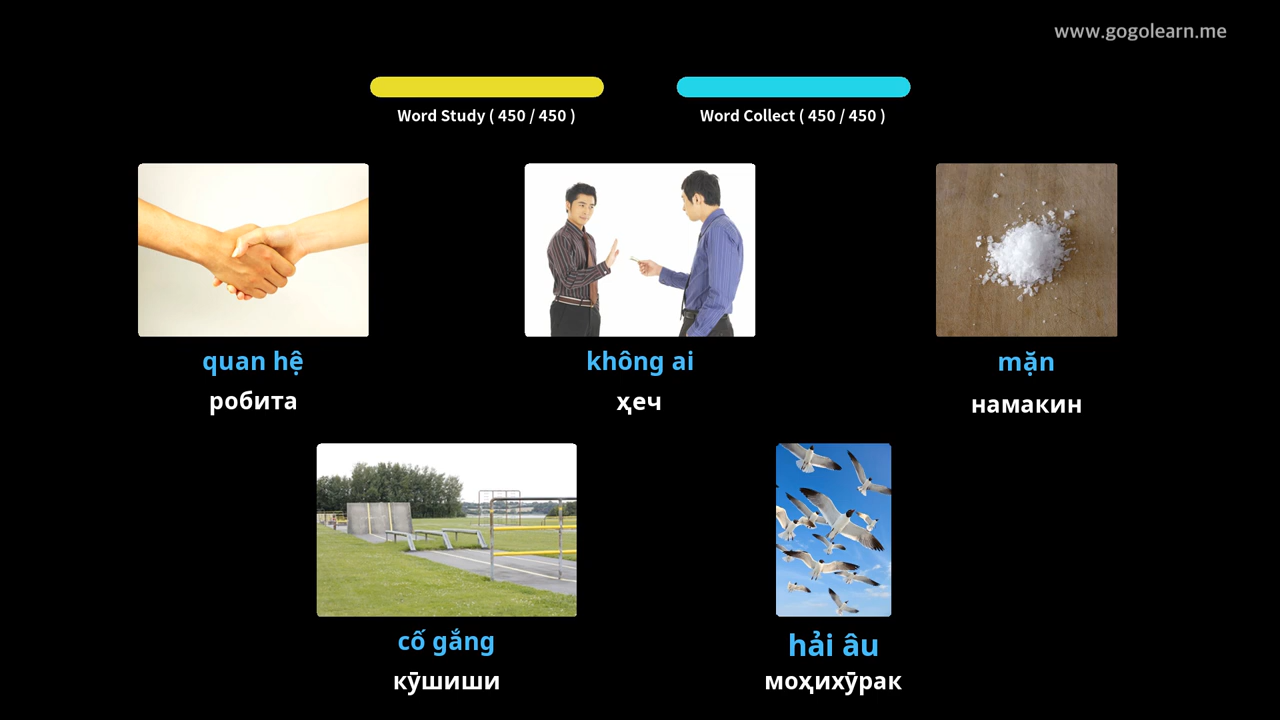 www.gogolearn.me
Word Study ( 450 / 450 )
Word Collect ( 450 / 450 )
quan hệ
không ai
mặn
робита
ҳеч
намакин
cố gắng
hải âu
кӯшиши
моҳихӯрак